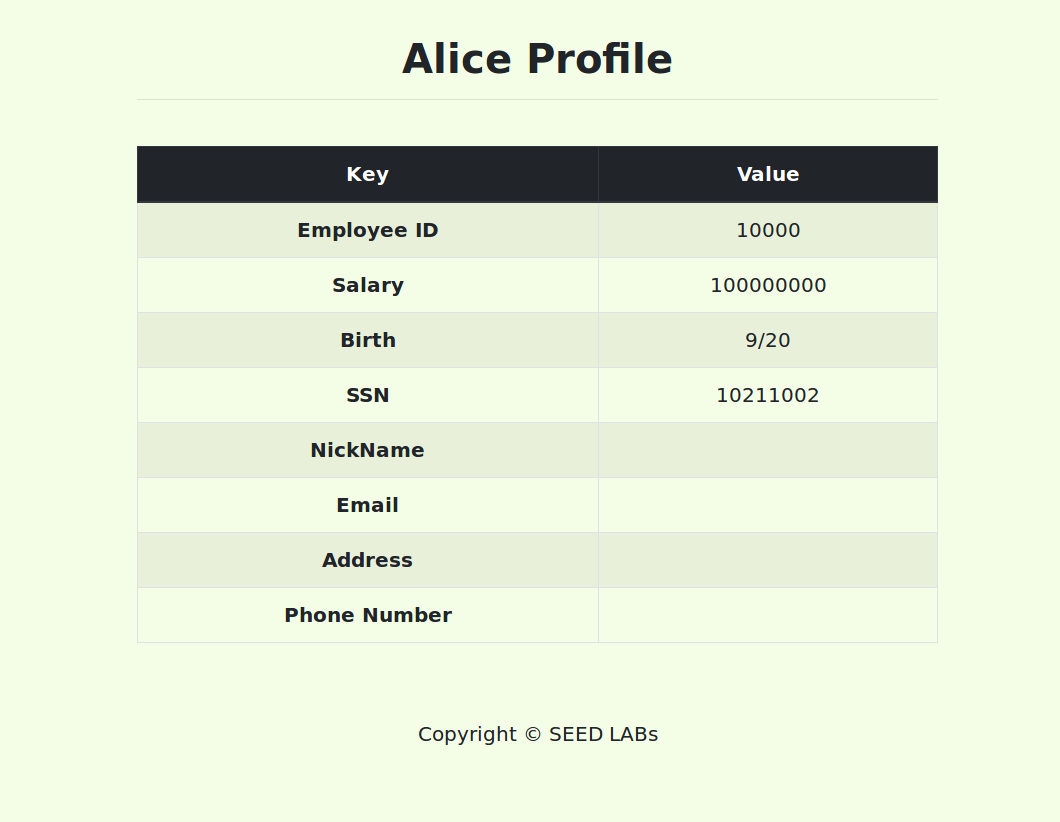 Alice Profile
Key Value
Employee ID 10000
Salary 100000000
Birth 9/20
SSN 10211002
NickName
Email
Address
Phone Number
Copyright © SEED LABs